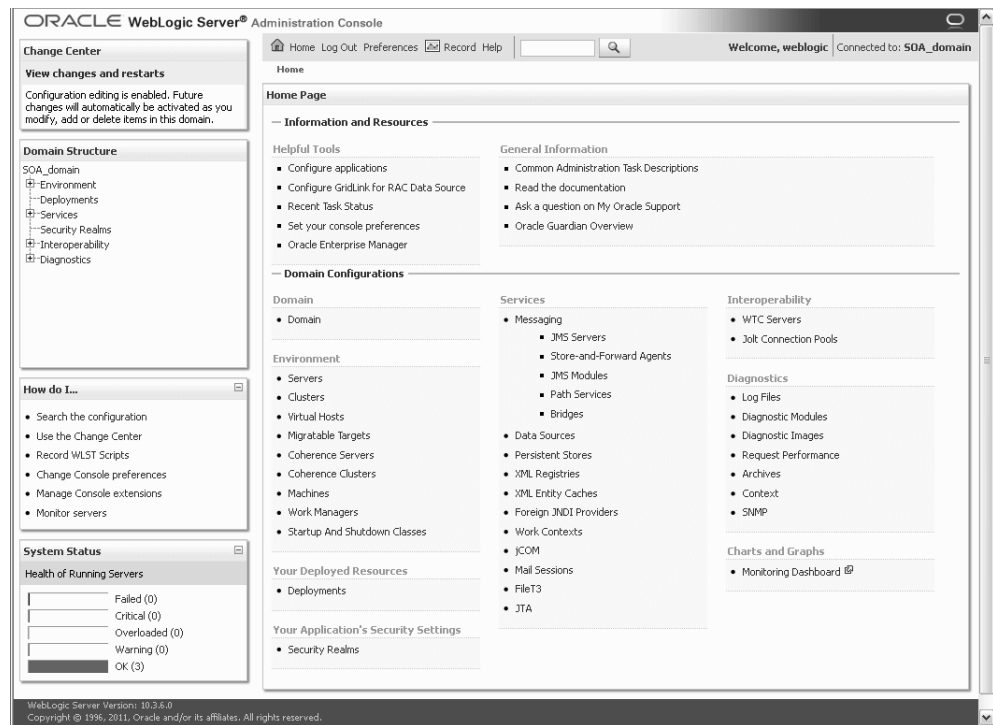 ORACLE WebLogic Server® Administration Console
Change Center
View changes and restarts
Configuration editing is enabled. Future
changes will automatically be activated as you
modify, add or delete items in this domain.
Domain Structure
SOA_domain
Environment
Deployments
Services
Security Realms
Interoperability
Diagnostics
How do I...
Search the configuration
Use the Change Center
Record WLST Scripts
Change Console preferences
Manage Console extensions
Monitor servers
System Status
Health of Running Servers
Failed (0)
Critical (0)
Overloaded (0)
Warning (0)
OK (3)
Home Log Out Preferences Record Help
Welcome, weblogic Connected to: SOA_domain
Home
Home Page
Information and Resources
Helpful Tools
Configure applications
Configure GridLink for RAC Data Source
Recent Task Status
Set your console preferences
Oracle Enterprise Manager
General Information
Common Administration Task Descriptions
Read the documentation
Ask a question on My Oracle Support
Oracle Guardian Overview
Domain Configurations
Domain
Domain
Environment
Servers
Clusters
Virtual Hosts
Migratable Targets
Coherence Servers
Coherence Clusters
Machines
Work Managers
Startup And Shutdown Classes
Your Deployed Resources
Deployments
Your Application's Security Settings
Security Realms
Services
Messaging
JMS Servers
Store-and-Forward Agents
JMS Modules
Path Services
Bridges
Data Sources
Persistent Stores
XML Registries
XML Entity Caches
Foreign JNDI Providers
Work Contexts
jCOM
Mail Sessions
FileT3
JTA
Interoperability
WTC Servers
Jolt Connection Pools
Diagnostics
Log Files
Diagnostic Modules
Diagnostic Images
Request Performance
Archives
Context
SNMP
Charts and Graphs
Monitoring Dashboard
WebLogic Server Version: 10.3.6.0
Copyright © 1996, 2011, Oracle and/or its affiliates. All rights reserved.